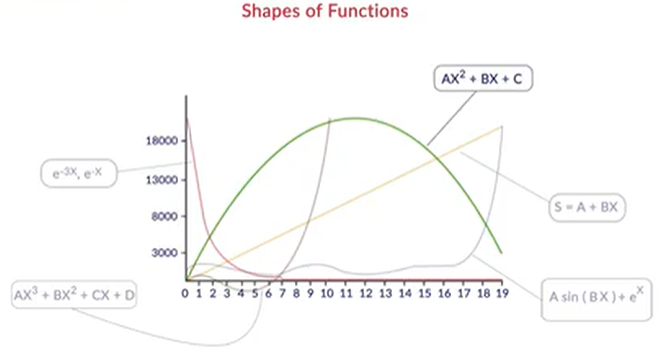 Shapes of Functions
AX² + BX + C
18000
e⁻³ˣ, e⁻ˣ
13000
8000
S = A + BX
3000
AX³ + BX² + CX + D
0 1 2 3 4 5 6 7 8 9 10 11 12 13 14 15 16 17 18 19
A sin ( BX ) + eˣ